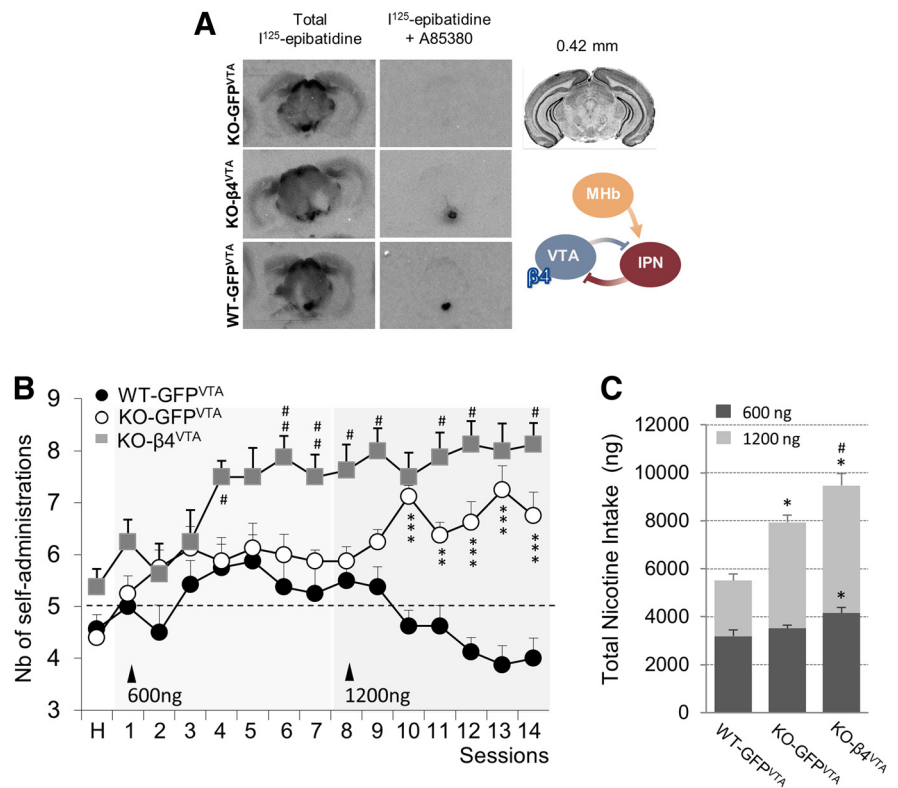 A
Total
I¹²⁵-epibatidine
I¹²⁵-epibatidine
+ A85380
0.42 mm
KO-GFPⱽᵀᴬ
KO-β4ⱽᵀᴬ
WT-GFPⱽᵀᴬ
MHb
VTA
IPN
β4
B
WT-GFPⱽᵀᴬ
KO-GFPⱽᵀᴬ
KO-β4ⱽᵀᴬ
Nb of self-administrations
9
8
7
6
5
4
3
#
#
#
#
#
#
#
#
#
#
#
***
**
***
***
***
600ng
1200ng
H 1 2 3 4 5 6 7 8 9 10 11 12 13 14
Sessions
C
600 ng
1200 ng
Total Nicotine Intake (ng)
12000
10000
8000
6000
4000
2000
0
*
#
*
*
WT-GFPⱽᵀᴬ
KO-GFPⱽᵀᴬ
KO-β4ⱽᵀᴬ